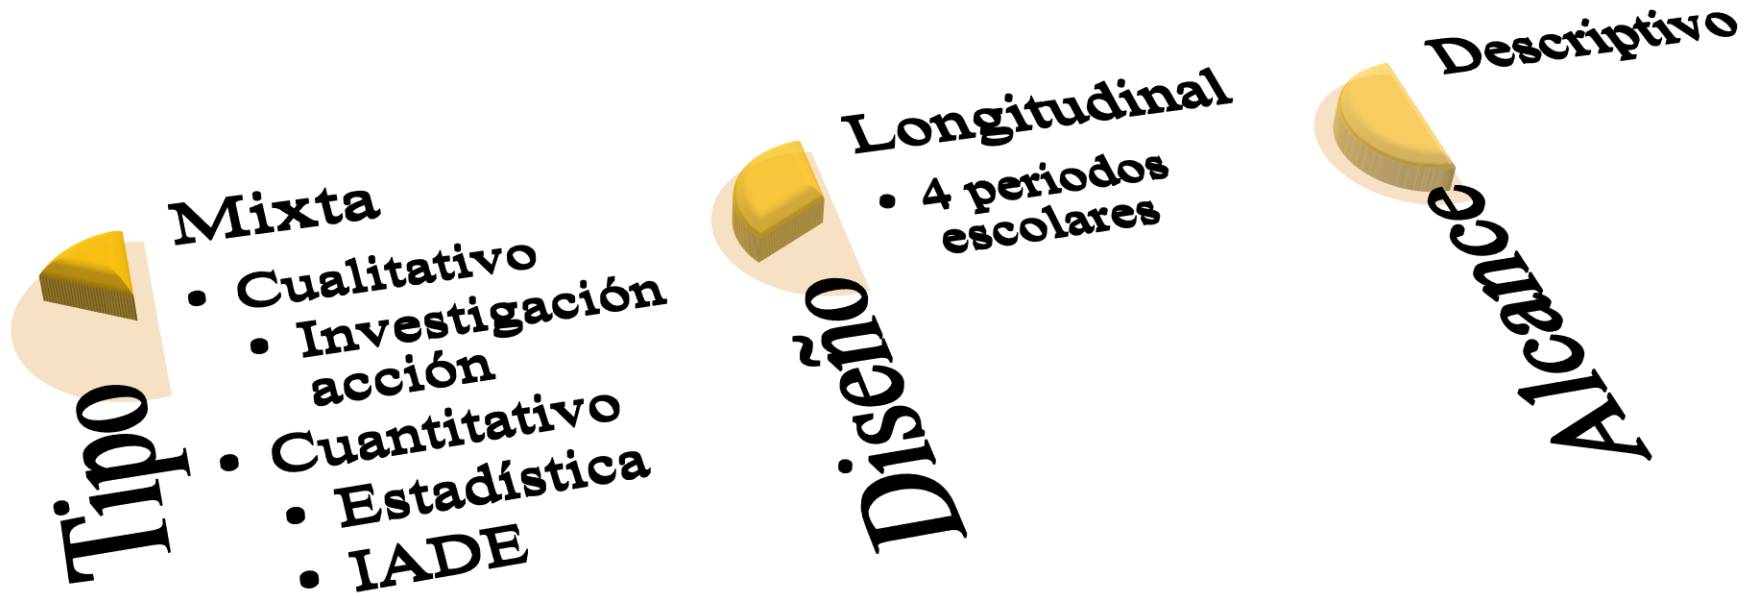 Tipo
Mixta
• Cualitativo
• Investigación
acción
• Cuantitativo
• Estadística
• IADE
Diseño
Longitudinal
• 4 periodos
escolares
Alcance
Descriptivo